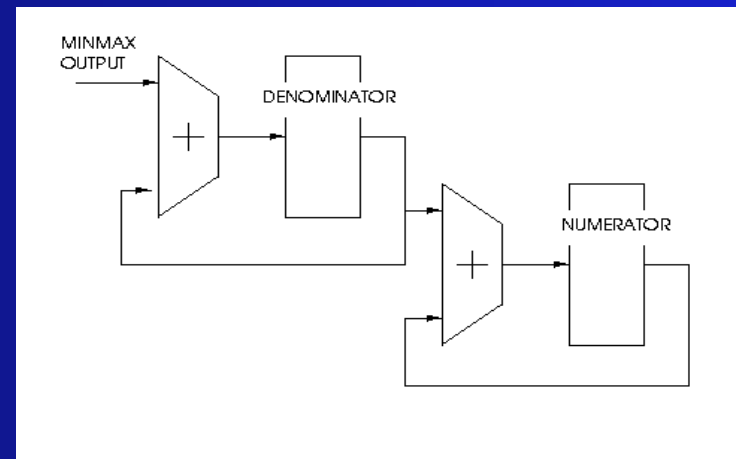 MINMAX
OUTPUT
DENOMINATOR
+
NUMERATOR
+